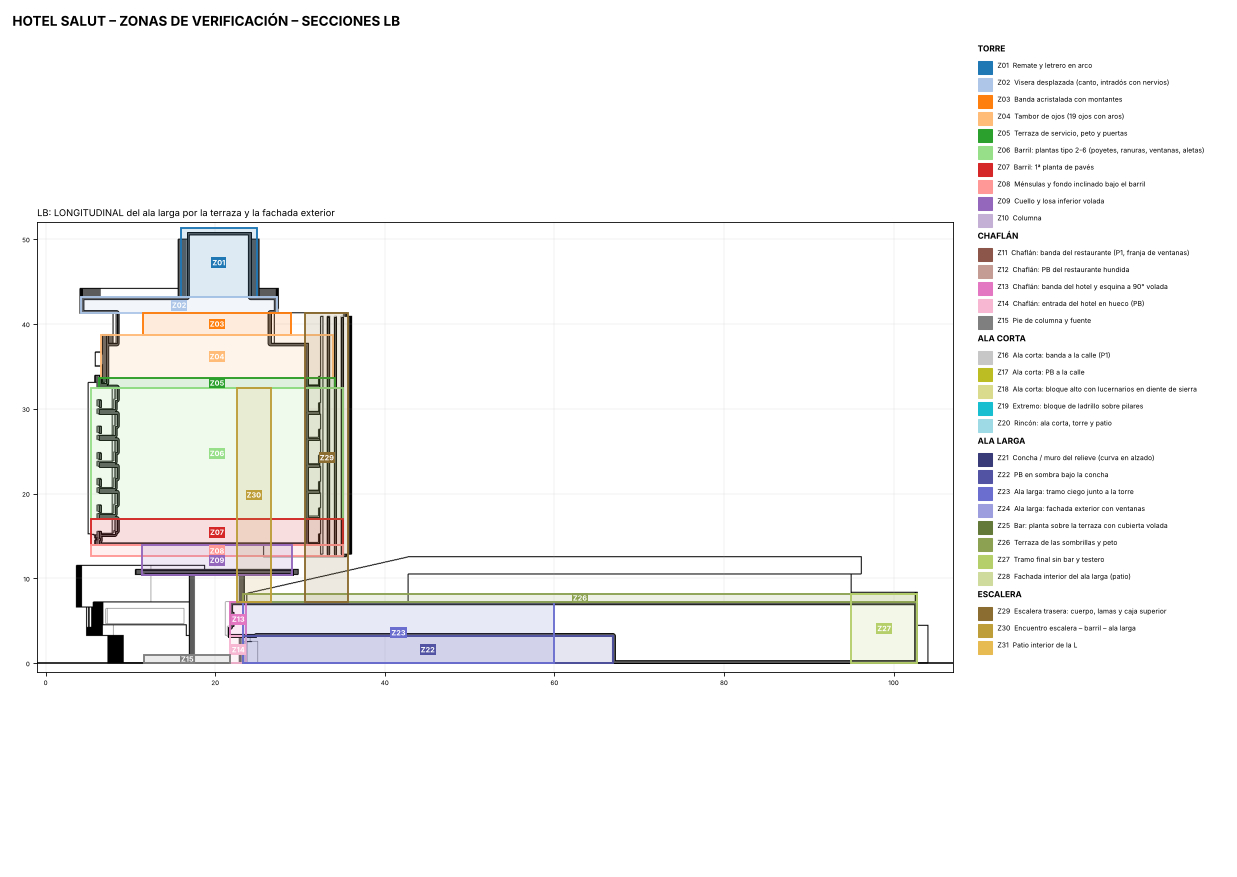 HOTEL SALUT – ZONAS DE VERIFICACIÓN – SECCIONES LB
TORRE
Z01 Remate y letrero en arco
Z02 Visera desplazada (canto, intradós con nervios)
Z03 Banda acristalada con montantes
Z04 Tambor de ojos (19 ojos con aros)
Z05 Terraza de servicio, peto y puertas
Z06 Barril: plantas tipo 2-6 (poyetes, ranuras, ventanas, aletas)
Z07 Barril: 1ª planta de pavés
Z08 Ménsulas y fondo inclinado bajo el barril
Z09 Cuello y losa inferior volada
Z10 Columna
CHAFLÁN
Z11 Chaflán: banda del restaurante (P1, franja de ventanas)
Z12 Chaflán: PB del restaurante hundida
Z13 Chaflán: banda del hotel y esquina a 90° volada
Z14 Chaflán: entrada del hotel en hueco (PB)
Z15 Pie de columna y fuente
ALA CORTA
Z16 Ala corta: banda a la calle (P1)
Z17 Ala corta: PB a la calle
Z18 Ala corta: bloque alto con lucernarios en diente de sierra
Z19 Extremo: bloque de ladrillo sobre pilares
Z20 Rincón: ala corta, torre y patio
ALA LARGA
Z21 Concha / muro del relieve (curva en alzado)
Z22 PB en sombra bajo la concha
Z23 Ala larga: tramo ciego junto a la torre
Z24 Ala larga: fachada exterior con ventanas
Z25 Bar: planta sobre la terraza con cubierta volada
Z26 Terraza de las sombrillas y peto
Z27 Tramo final sin bar y testero
Z28 Fachada interior del ala larga (patio)
ESCALERA
Z29 Escalera trasera: cuerpo, lamas y caja superior
Z30 Encuentro escalera – barril – ala larga
Z31 Patio interior de la L
LB: LONGITUDINAL del ala larga por la terraza y la fachada exterior
50
40
30
20
10
0
Z01
Z02
Z03
Z04
Z05
Z06
Z29
Z30
Z07
Z08
Z09
Z26
Z13
Z23
Z27
Z14
Z22
Z15
0
20
40
60
80
100